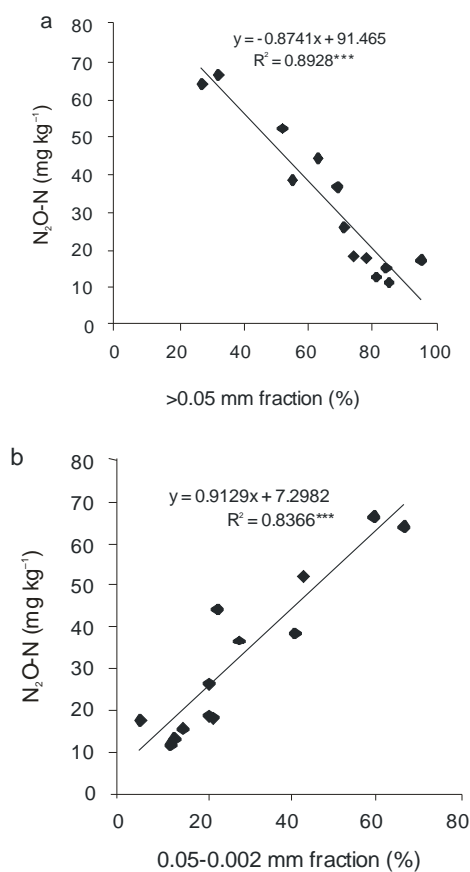 a
y = -0.8741x + 91.465
R² = 0.8928***
N₂O-N (mg kg⁻¹)
80
70
60
50
40
30
20
10
0
0 20 40 60 80 100
>0.05 mm fraction (%)
b
y = 0.9129x + 7.2982
R² = 0.8366***
N₂O-N (mg kg⁻¹)
80
70
60
50
40
30
20
10
0
0 20 40 60 80
0.05-0.002 mm fraction (%)